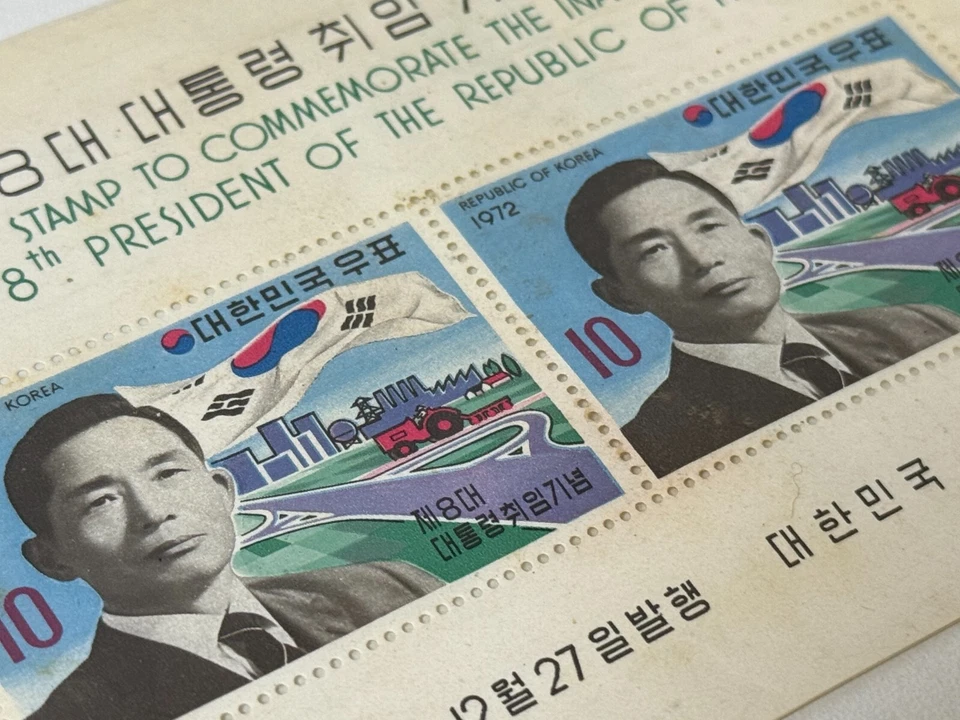 8대 대통령 취임
STAMP TO COMMEMORATE THE
8th PRESIDENT OF THE REPUBLIC OF
대한민국우표
KOREA
10
제8대
대통령취임기념
대한민국우표
REPUBLIC OF KOREA
1972
10
12월 27일발행 대한민국